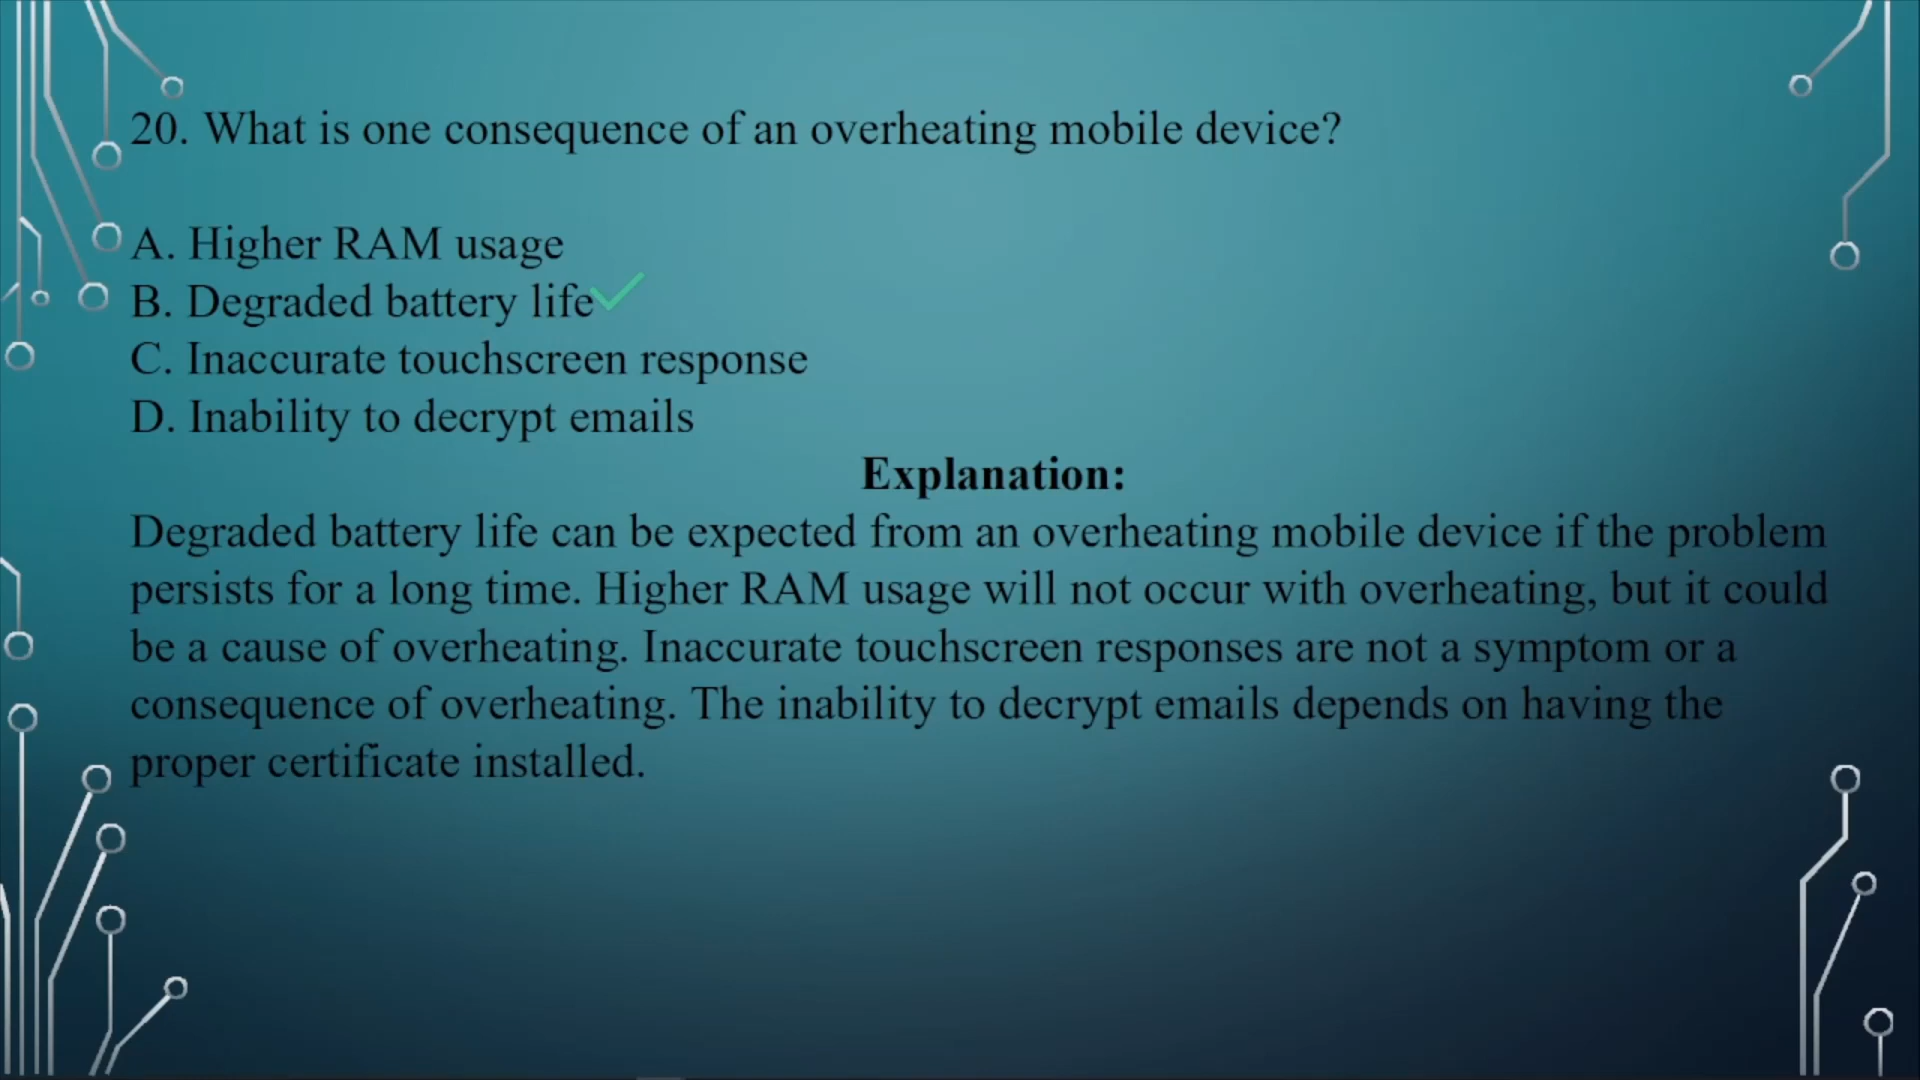 20. What is one consequence of an overheating mobile device?
A. Higher RAM usage
B. Degraded battery life
C. Inaccurate touchscreen response
D. Inability to decrypt emails
Explanation:
Degraded battery life can be expected from an overheating mobile device if the problem
persists for a long time. Higher RAM usage will not occur with overheating, but it could
be a cause of overheating. Inaccurate touchscreen responses are not a symptom or a
consequence of overheating. The inability to decrypt emails depends on having the
proper certificate installed.